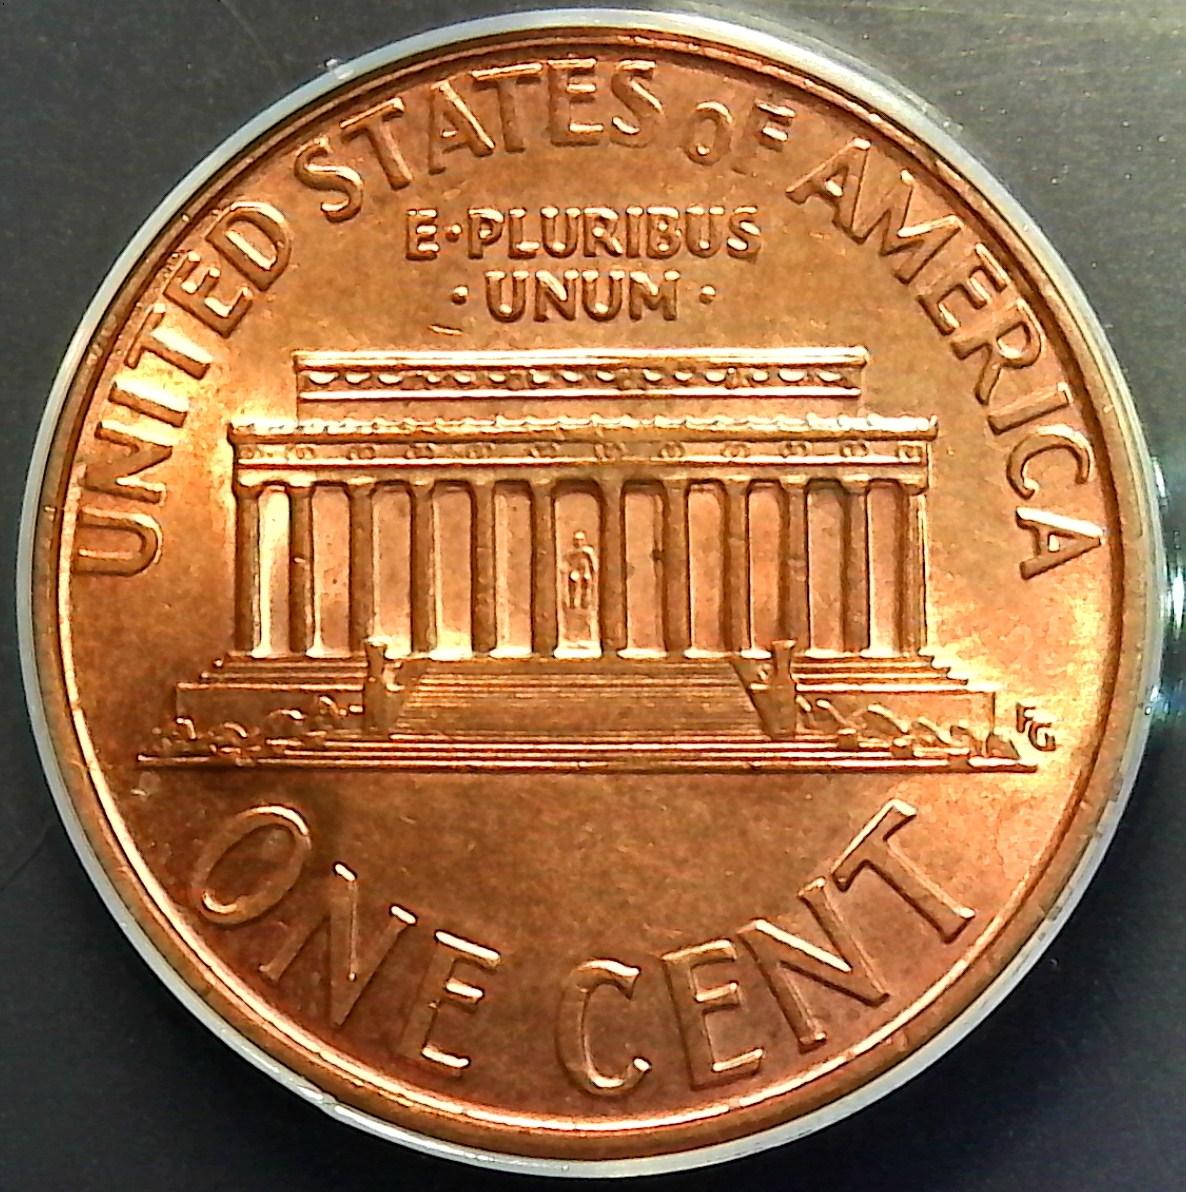 UNITED STATES OF AMERICA
E·PLURIBUS
·UNUM·
FG
ONE CENT